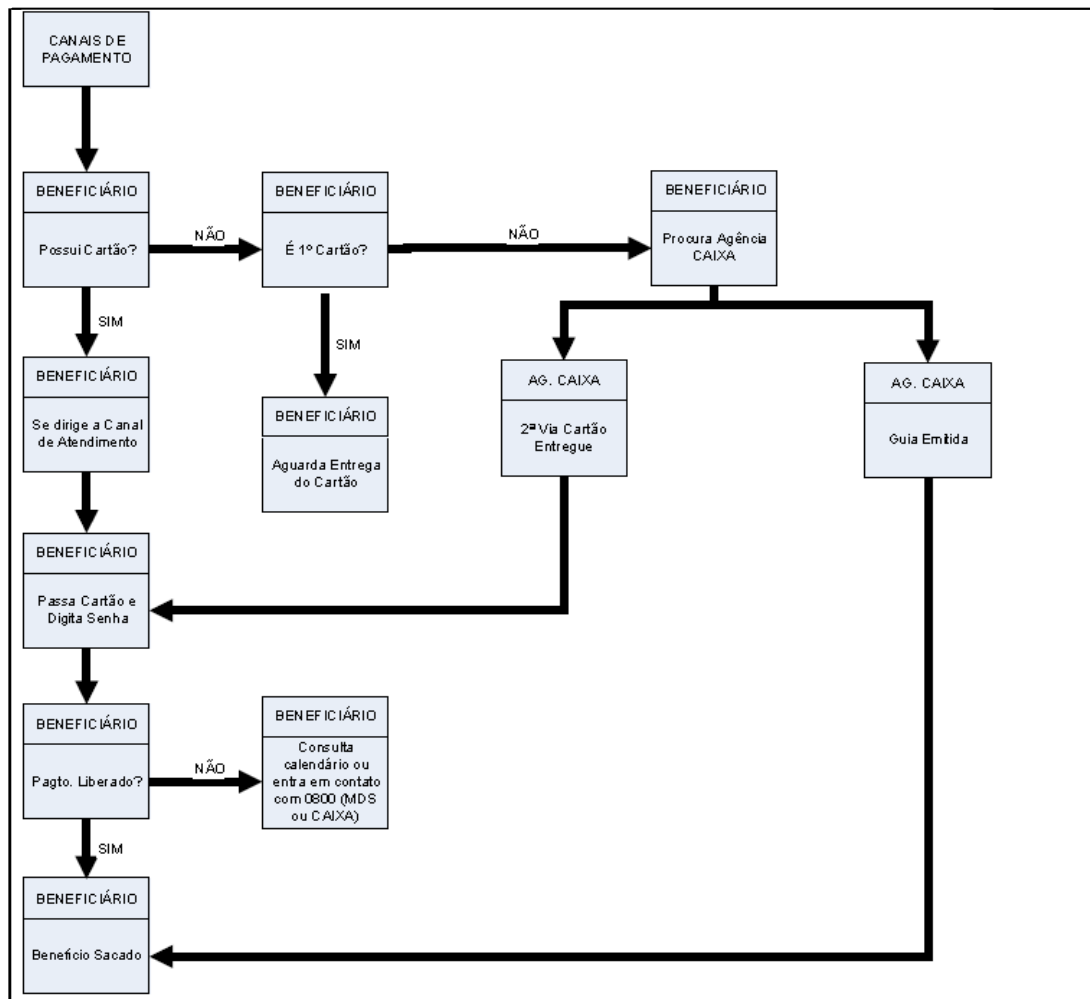 CANAIS DE
PAGAMENTO
BENEFICIÁRIO
Possui Cartão?
NÃO
BENEFICIÁRIO
É 1º Cartão?
NÃO
BENEFICIÁRIO
Procura Agência
CAIXA
SIM
SIM
BENEFICIÁRIO
Se dirige a Canal
de Atendimento
BENEFICIÁRIO
Aguarda Entrega
do Cartão
AG. CAIXA
2ª Via Cartão
Entregue
AG. CAIXA
Guia Emitida
BENEFICIÁRIO
Passa Cartão e
Digita Senha
BENEFICIÁRIO
Pagto. Liberado?
NÃO
BENEFICIÁRIO
Consulta
calendário ou
entra em contato
com 0800 (MDS
ou CAIXA)
SIM
BENEFICIÁRIO
Benefício Sacado